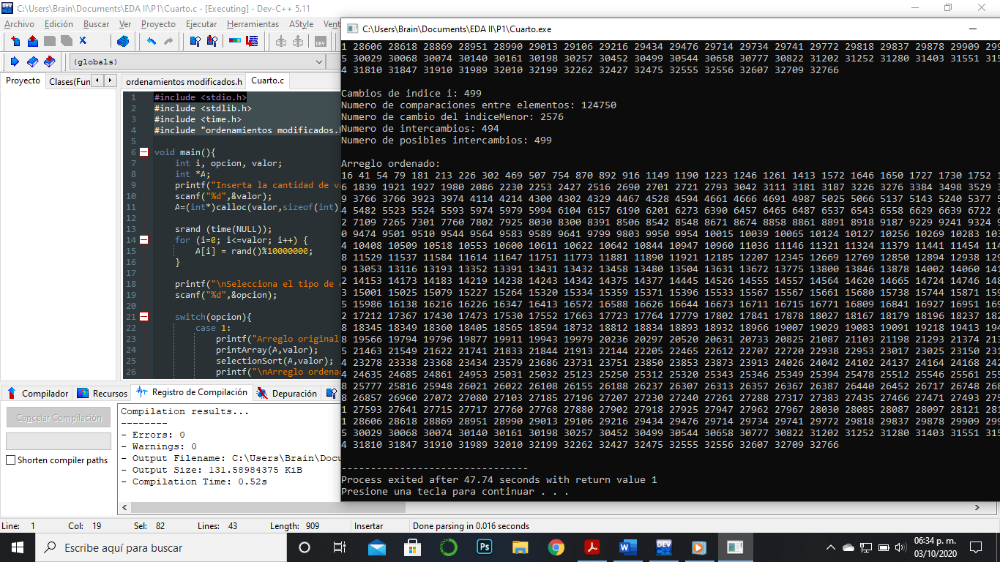 C:\Users\Brain\Documents\EDA II\P1\Cuarto.c - [Executing] - Dev-C++ 5.11
Archivo Edición Buscar Ver Proyecto Ejecutar Herramientas AStyle Ven
(globals)
Proyecto Clases(Fun
ordenamientos modificados.h Cuarto.c
1 #include <stdio.h>
2 #include <stdlib.h>
3 #include <time.h>
4 #include "ordenamientos modificados.
5
6 void main(){
7 int i, opcion, valor;
8 int *A;
9 printf("Inserta la cantidad de va
10 scanf("%d",&valor);
11 A=(int*)calloc(valor,sizeof(int)
12
13 srand (time(NULL));
14 for (i=0; i<=valor; i++) {
15 A[i] = rand()%10000000;
16 }
17
18 printf("\nSelecciona el tipo de
19 scanf("%d",&opcion);
20
21 switch(opcion){
22 case 1:
23 printf("Arreglo original
24 printArray(A,valor);
25 selectionSort(A,valor);
26 printf("\nArreglo ordena
Compilador Recursos Registro de Compilación Depuración
Cancelar Compilación
Shorten compiler paths
Compilation results...
--------
- Errors: 0
- Warnings: 0
- Output Filename: C:\Users\Brain\Docu
- Output Size: 131.58984375 KiB
- Compilation Time: 0.52s
C:\Users\Brain\Documents\EDA II\P1\Cuarto.exe
1 28606 28618 28869 28951 28990 29013 29106 29216 29434 29476 29714 29734 29741 29772 29818 29837 29878 29909 299
5 30029 30068 30074 30140 30161 30198 30257 30452 30499 30544 30658 30777 30822 31202 31252 31280 31403 31551 315
4 31810 31847 31910 31989 32010 32199 32262 32427 32475 32555 32556 32607 32709 32766
Cambios de indice i: 499
Numero de comparaciones entre elementos: 124750
Numero de cambio del indiceMenor: 2576
Numero de intercambios: 494
Numero de posibles intercambios: 499
Arreglo ordenado:
16 41 54 79 181 213 226 302 469 507 754 870 892 916 1149 1190 1223 1246 1261 1413 1572 1646 1650 1727 1730 1752 1
6 1839 1921 1927 1980 2086 2230 2253 2427 2516 2690 2701 2721 2793 3042 3111 3181 3187 3226 3276 3384 3498 3529 3
9 3766 3766 3923 3974 4114 4214 4300 4302 4329 4467 4528 4594 4661 4666 4691 4987 5025 5066 5137 5143 5240 5377 5
4 5482 5523 5524 5593 5974 5979 5994 6104 6157 6190 6201 6273 6390 6457 6465 6487 6537 6543 6558 6629 6639 6722 6
2 7109 7265 7301 7760 7802 7925 8030 8300 8391 8506 8542 8548 8671 8674 8858 8861 8891 8918 9187 9229 9241 9324 9
0 9474 9501 9510 9544 9564 9583 9589 9641 9799 9803 9950 9954 10015 10039 10065 10124 10127 10256 10269 10283 103
4 10408 10509 10518 10553 10600 10611 10622 10642 10844 10947 10960 11036 11146 11321 11324 11379 11441 11454 114
8 11529 11537 11584 11614 11647 11751 11773 11881 11890 11921 12185 12207 12345 12669 12769 12850 12894 12938 129
9 13053 13116 13193 13352 13391 13431 13432 13458 13480 13504 13631 13672 13775 13800 13846 13878 14002 14060 141
2 14153 14173 14183 14219 14238 14243 14342 14375 14377 14445 14526 14555 14557 14564 14620 14665 14724 14746 148
3 15001 15025 15079 15227 15264 15320 15334 15359 15371 15396 15533 15567 15567 15661 15680 15738 15744 15871 159
5 15986 16138 16216 16226 16347 16413 16572 16588 16626 16644 16673 16711 16715 16771 16809 16841 16927 16951 169
2 17212 17367 17430 17473 17530 17552 17663 17723 17764 17779 17802 17841 17878 18027 18167 18179 18196 18237 182
8 18345 18349 18360 18405 18565 18594 18732 18812 18834 18893 18932 18966 19007 19029 19083 19091 19218 19413 194
8 19566 19794 19796 19877 19911 19943 19979 20236 20297 20520 20631 20733 20825 21087 21103 21198 21293 21374 213
5 21463 21549 21622 21741 21833 21844 21913 22144 22205 22465 22612 22707 22720 22938 22953 23017 23025 23150 231
4 23278 23338 23368 23434 23579 23686 23731 23751 23850 23853 23873 23913 24026 24042 24102 24137 24164 24168 242
4 24635 24685 24861 24953 25031 25032 25123 25250 25312 25320 25343 25346 25349 25394 25478 25512 25546 25561 255
8 25777 25816 25948 26021 26022 26108 26155 26188 26237 26307 26313 26357 26367 26387 26440 26452 26717 26748 268
8 26857 26960 27072 27080 27103 27185 27196 27207 27230 27240 27261 27288 27317 27383 27435 27466 27471 27493 275
1 27593 27641 27715 27717 27760 27768 27880 27902 27918 27925 27947 27962 27967 28030 28085 28087 28097 28121 281
1 28606 28618 28869 28951 28990 29013 29106 29216 29434 29476 29714 29734 29741 29772 29818 29837 29878 29909 299
5 30029 30068 30074 30140 30161 30198 30257 30452 30499 30544 30658 30777 30822 31202 31252 31280 31403 31551 315
4 31810 31847 31910 31989 32010 32199 32262 32427 32475 32555 32556 32607 32709 32766
--------------------------------
Process exited after 47.74 seconds with return value 1
Presione una tecla para continuar . . .
Line: 1 Col: 19 Sel: 82 Lines: 43 Length: 909 Insertar Done parsing in 0.016 seconds
Escribe aquí para buscar
06:34 p. m.
03/10/2020